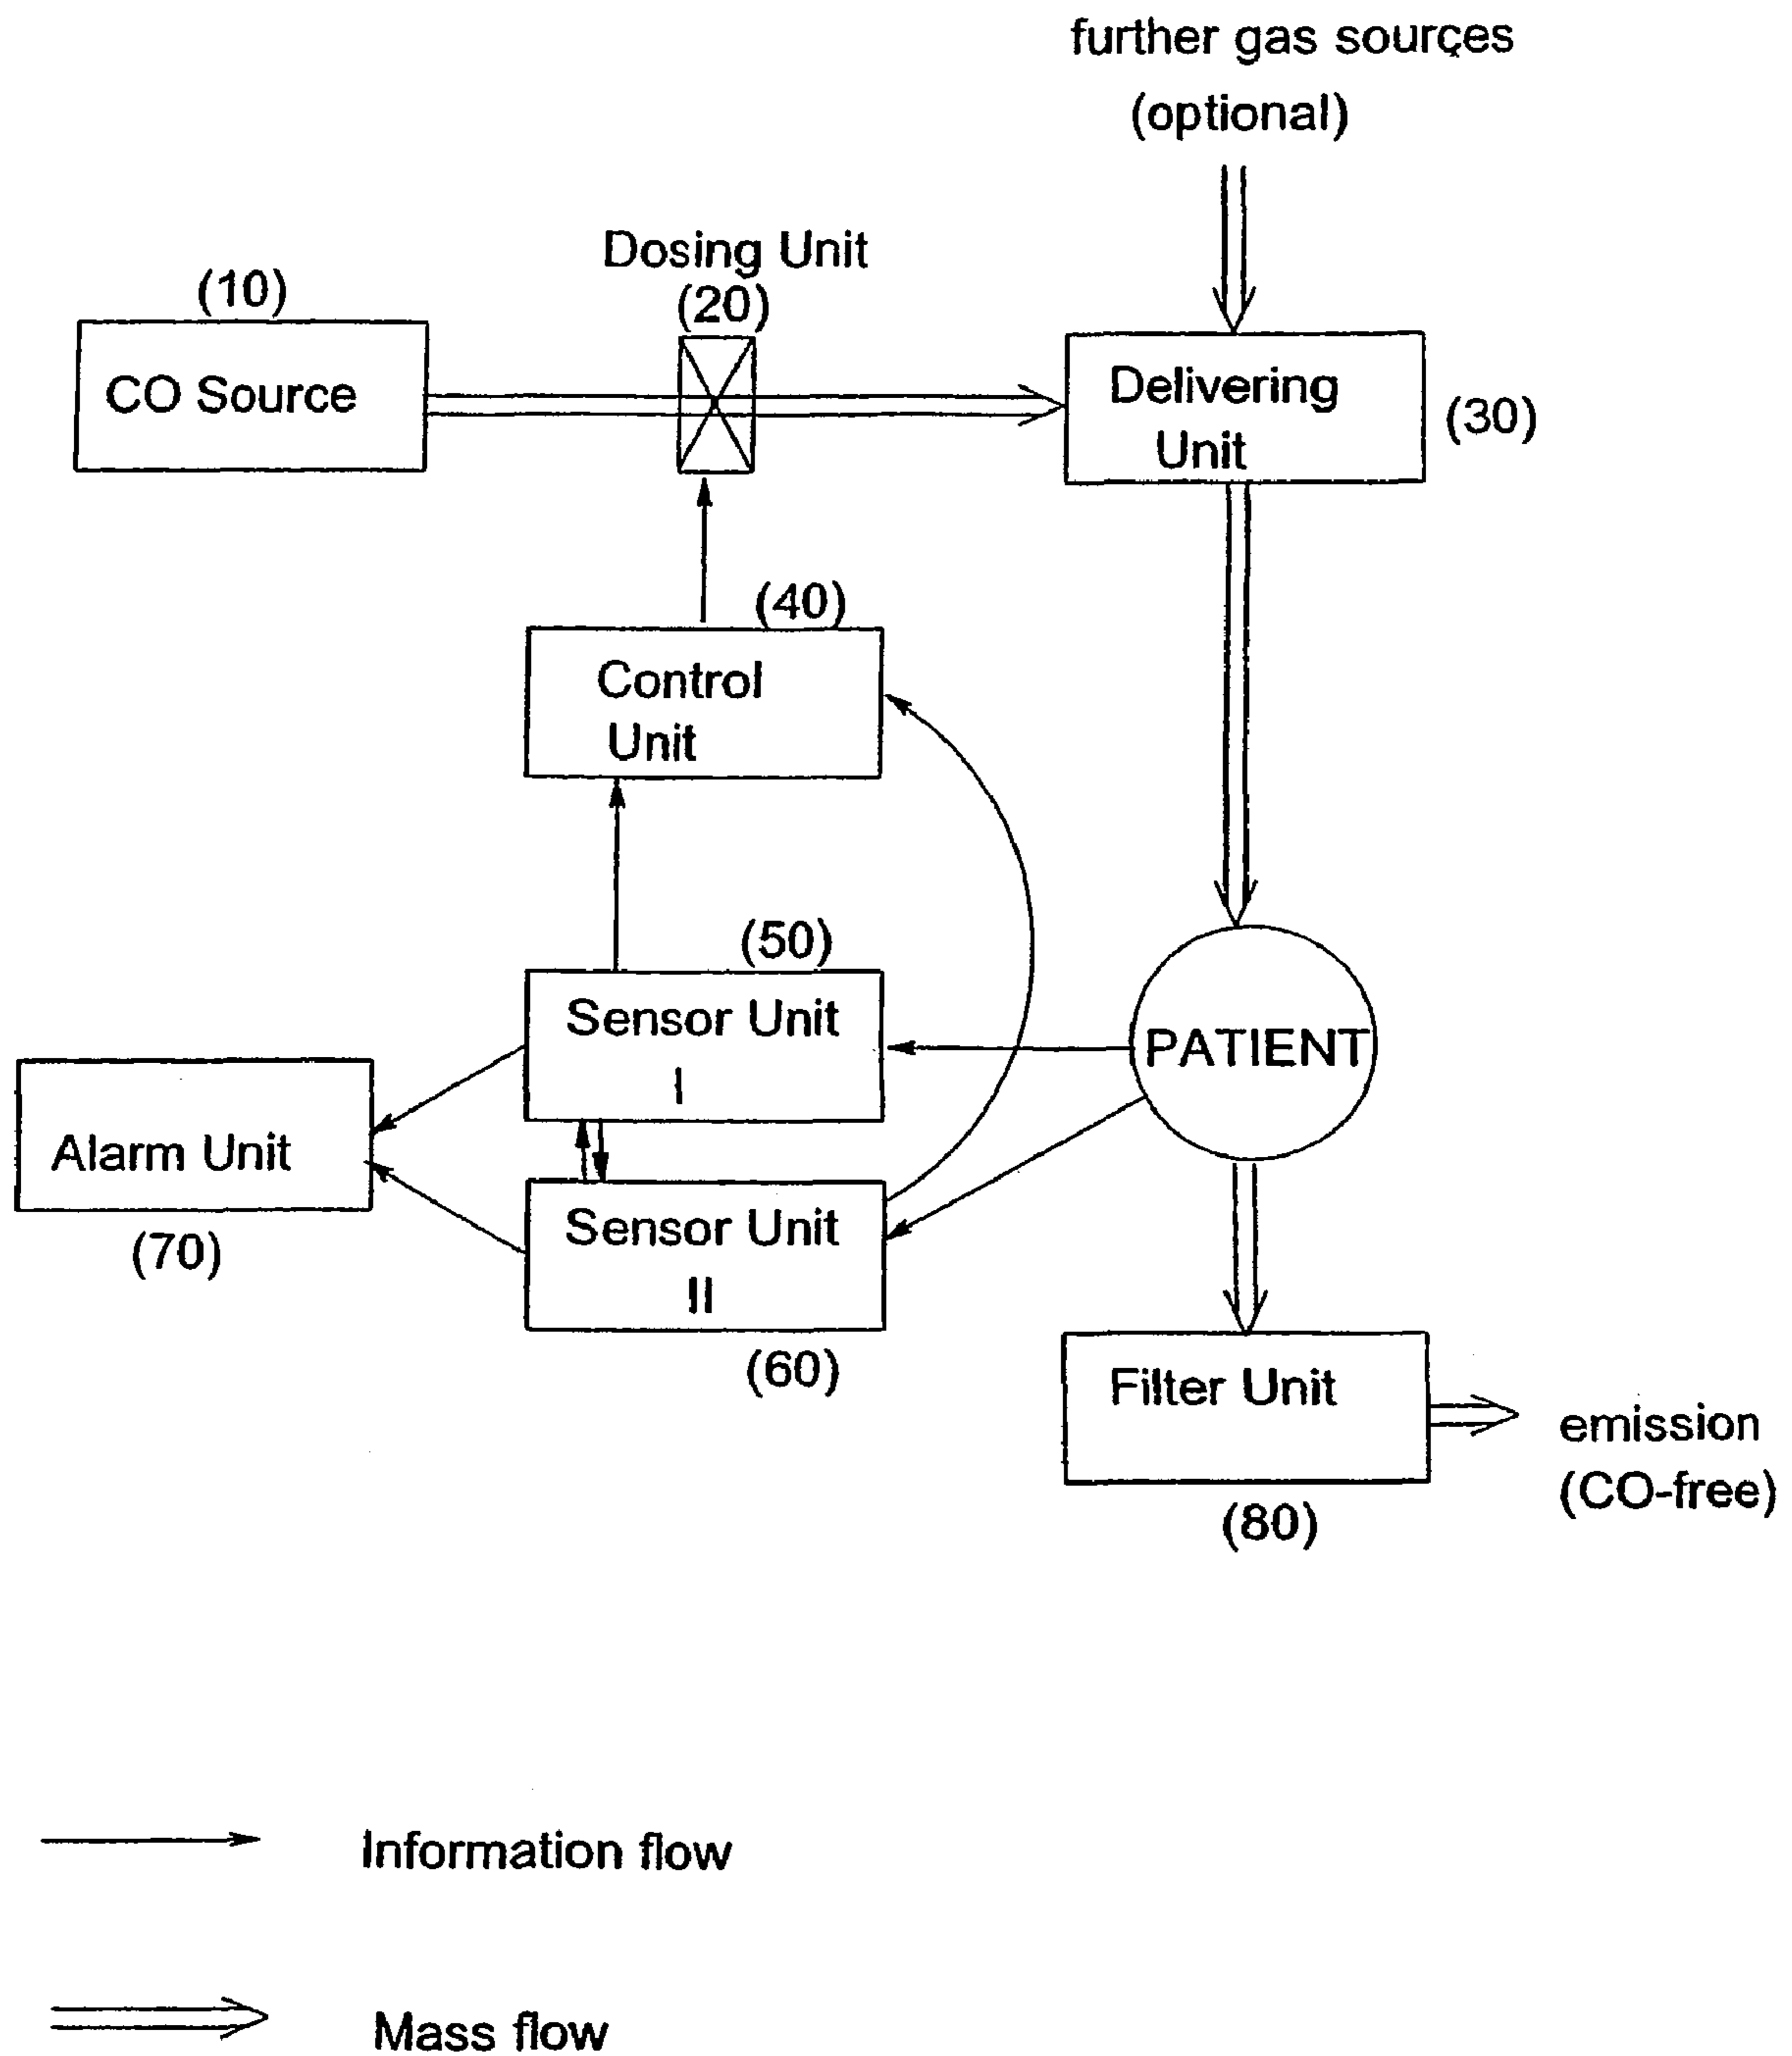 further gas sources
(optional)
Dosing Unit
(20)
(10)
CO Source
Delivering
Unit
(30)
(40)
Control
Unit
(50)
Sensor Unit
I
PATIENT
Alarm Unit
(70)
Sensor Unit
II
(60)
Filter Unit
(80)
emission
(CO-free)
Information flow
Mass flow